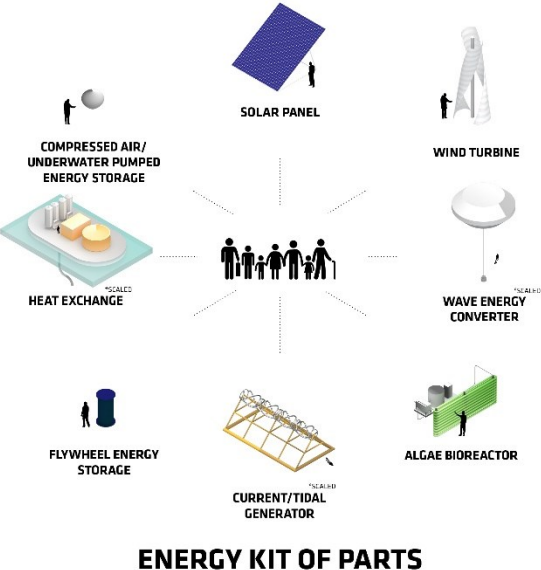 SOLAR PANEL
WIND TURBINE
COMPRESSED AIR/
UNDERWATER PUMPED
ENERGY STORAGE
*SCALED
HEAT EXCHANGE
*SCALED
WAVE ENERGY
CONVERTER
FLYWHEEL ENERGY
STORAGE
ALGAE BIOREACTOR
*SCALED
CURRENT/TIDAL
GENERATOR
ENERGY KIT OF PARTS